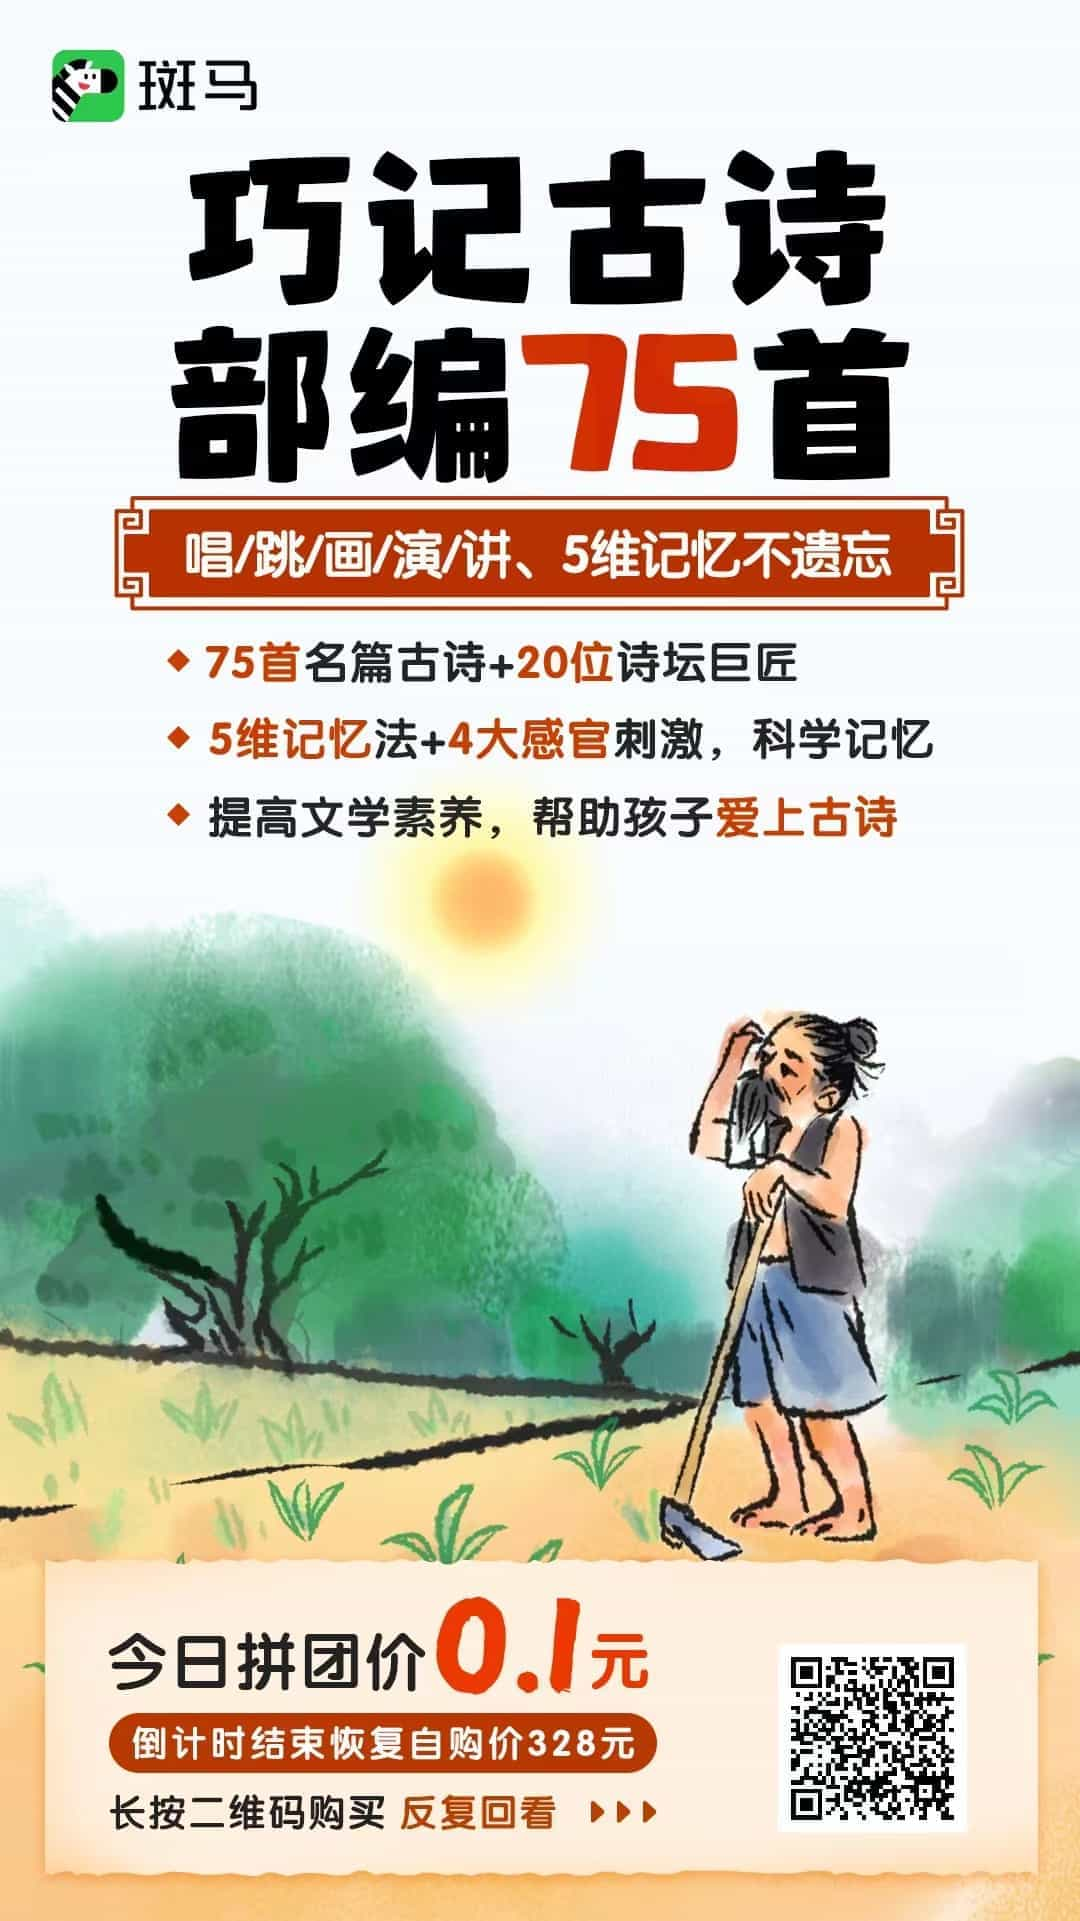 斑马
巧记古诗
部编75首
唱/跳/画/演/讲、5维记忆不遗忘
75首名篇古诗+20位诗坛巨匠
5维记忆法+4大感官刺激，科学记忆
提高文学素养，帮助孩子爱上古诗
今日拼团价0.1元
倒计时结束恢复自购价328元
长按二维码购买 反复回看